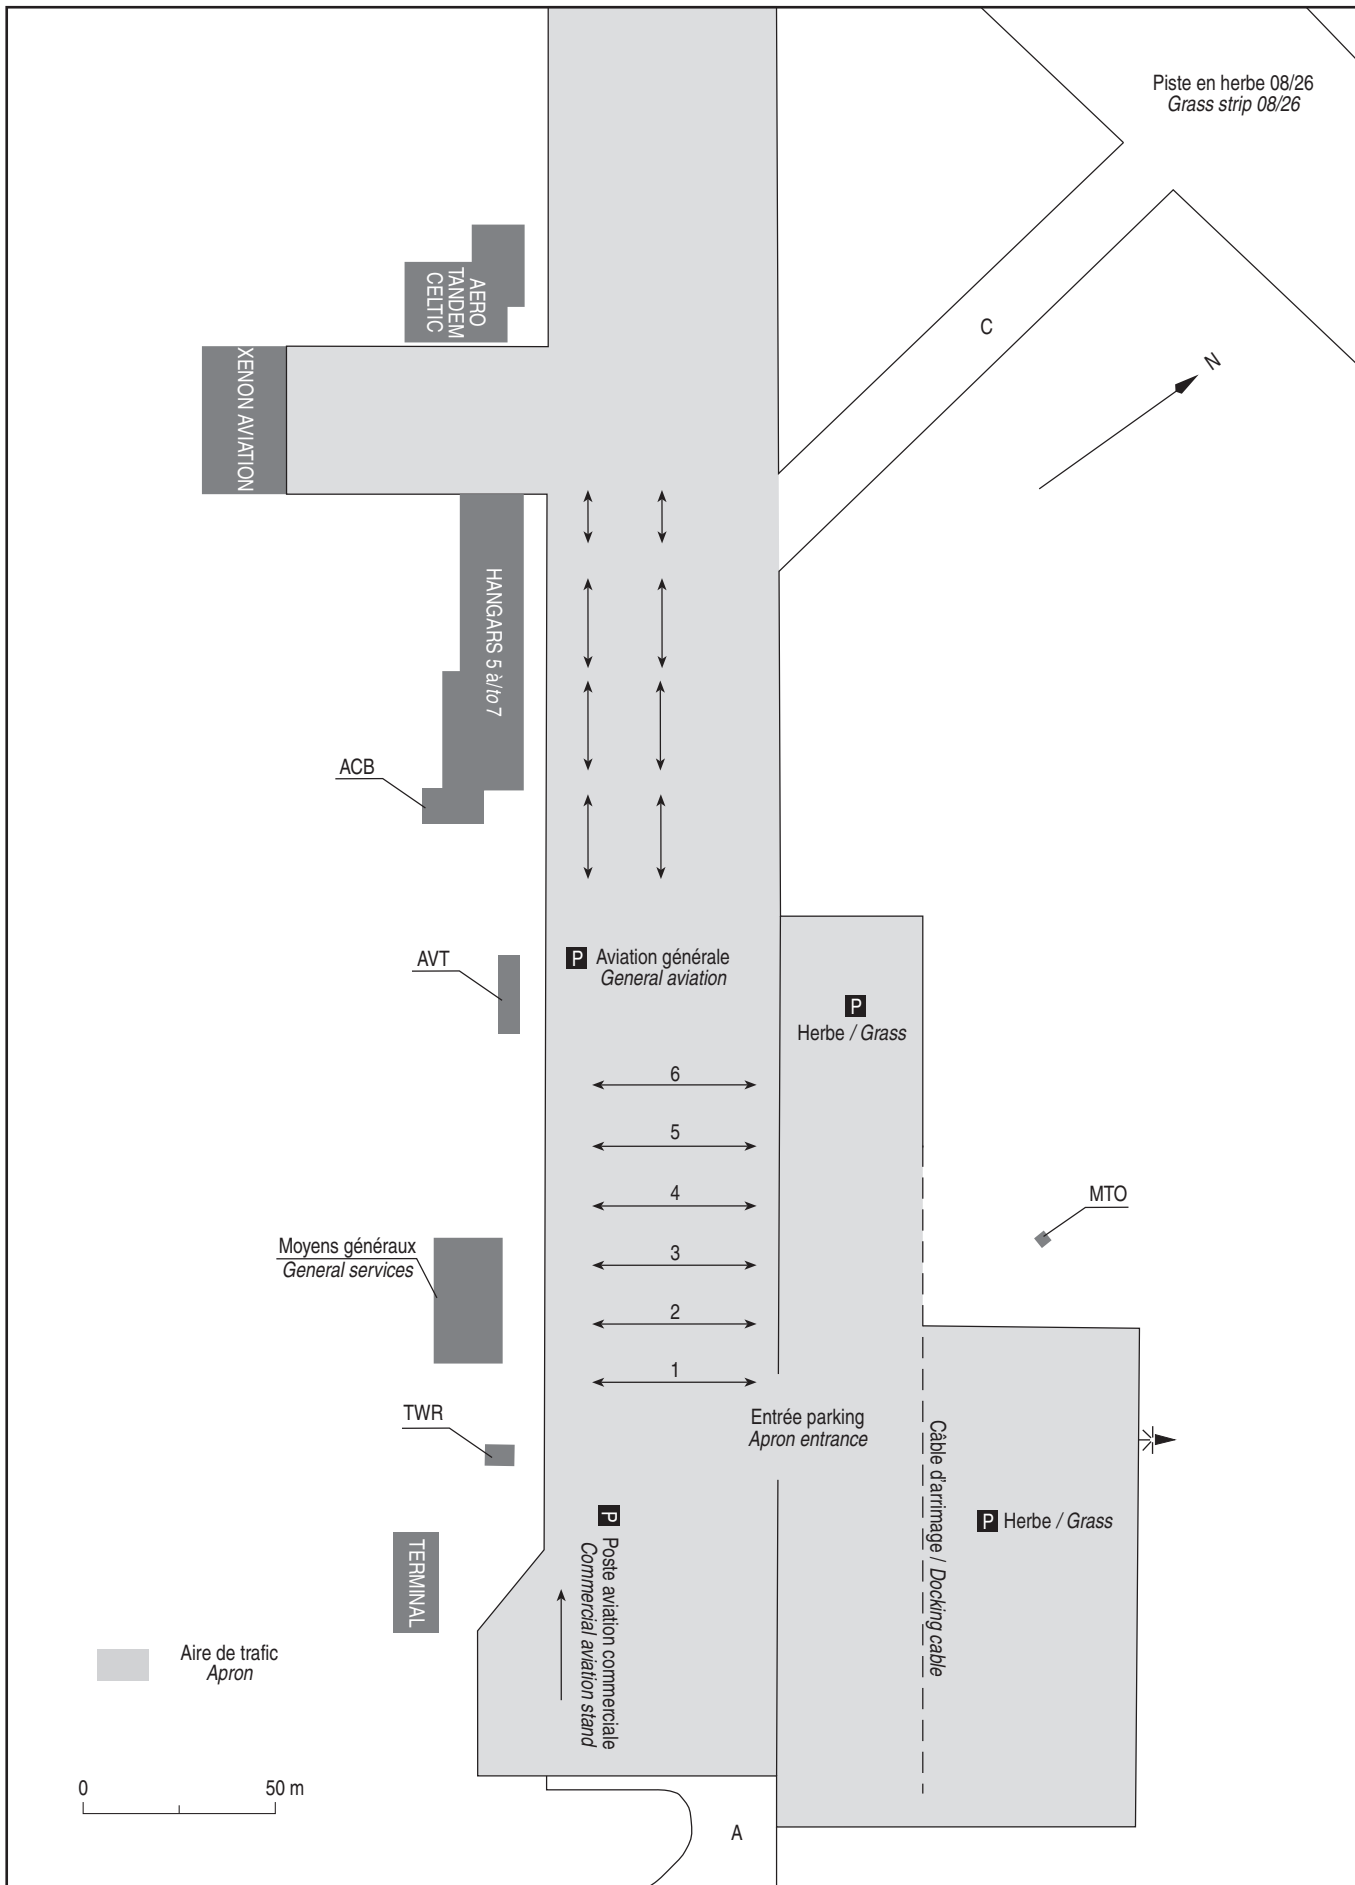 Piste en herbe 08/26
Grass strip 08/26
AERO
TANDEM
CELTIC
C
N
XENON AVIATION
HANGARS 5 à/to 7
ACB
AVT
P Aviation générale
General aviation
P
Herbe / Grass
6
5
4
MTO
Moyens généraux
General services
3
2
1
TWR
Entrée parking
Apron entrance
Câble d'arrimage / Docking cable
P Herbe / Grass
P Poste aviation commerciale
Commercial aviation stand
TERMINAL
Aire de trafic
Apron
0 50 m
A